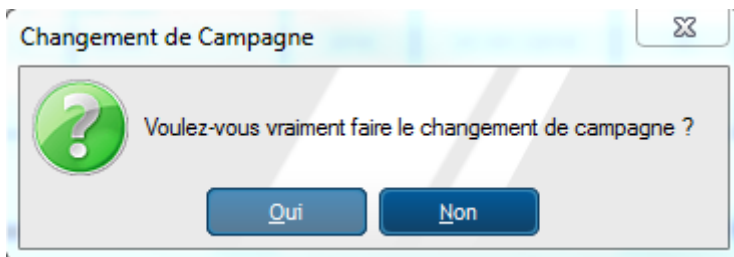 Changement de Campagne
Voulez-vous vraiment faire le changement de campagne ?
Oui
Non